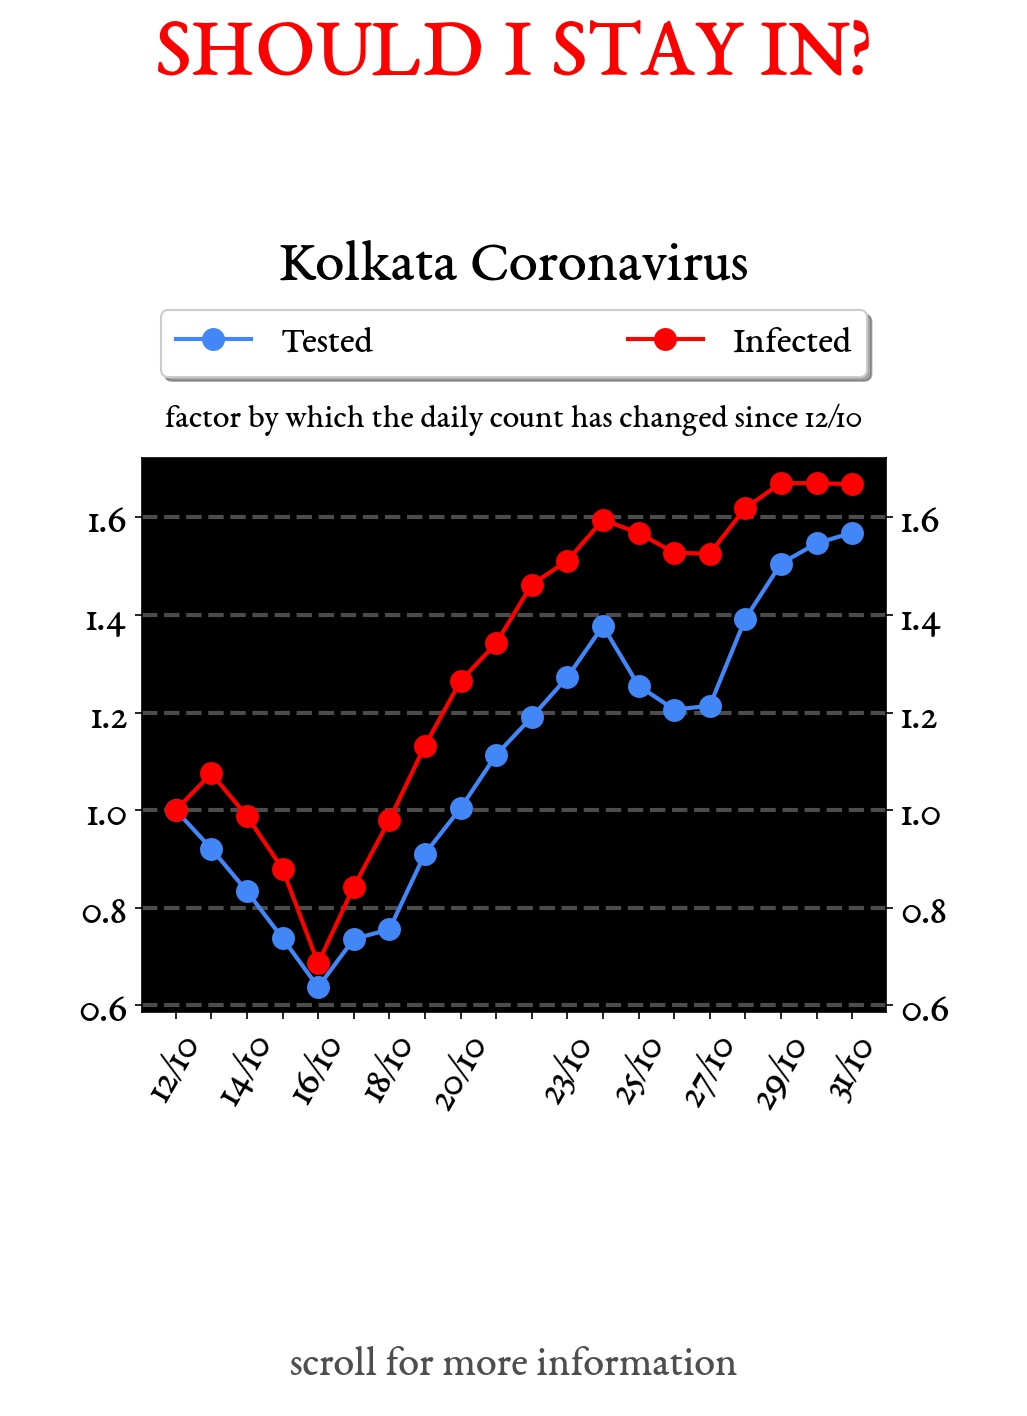 SHOULD I STAY IN?
Kolkata Coronavirus
Tested Infected
factor by which the daily count has changed since 12/10
1.6 1.6
1.4 1.4
1.2 1.2
1.0 1.0
0.8 0.8
0.6 0.6
12/10 14/10 16/10 18/10 20/10 23/10 25/10 27/10 29/10 31/10
scroll for more information